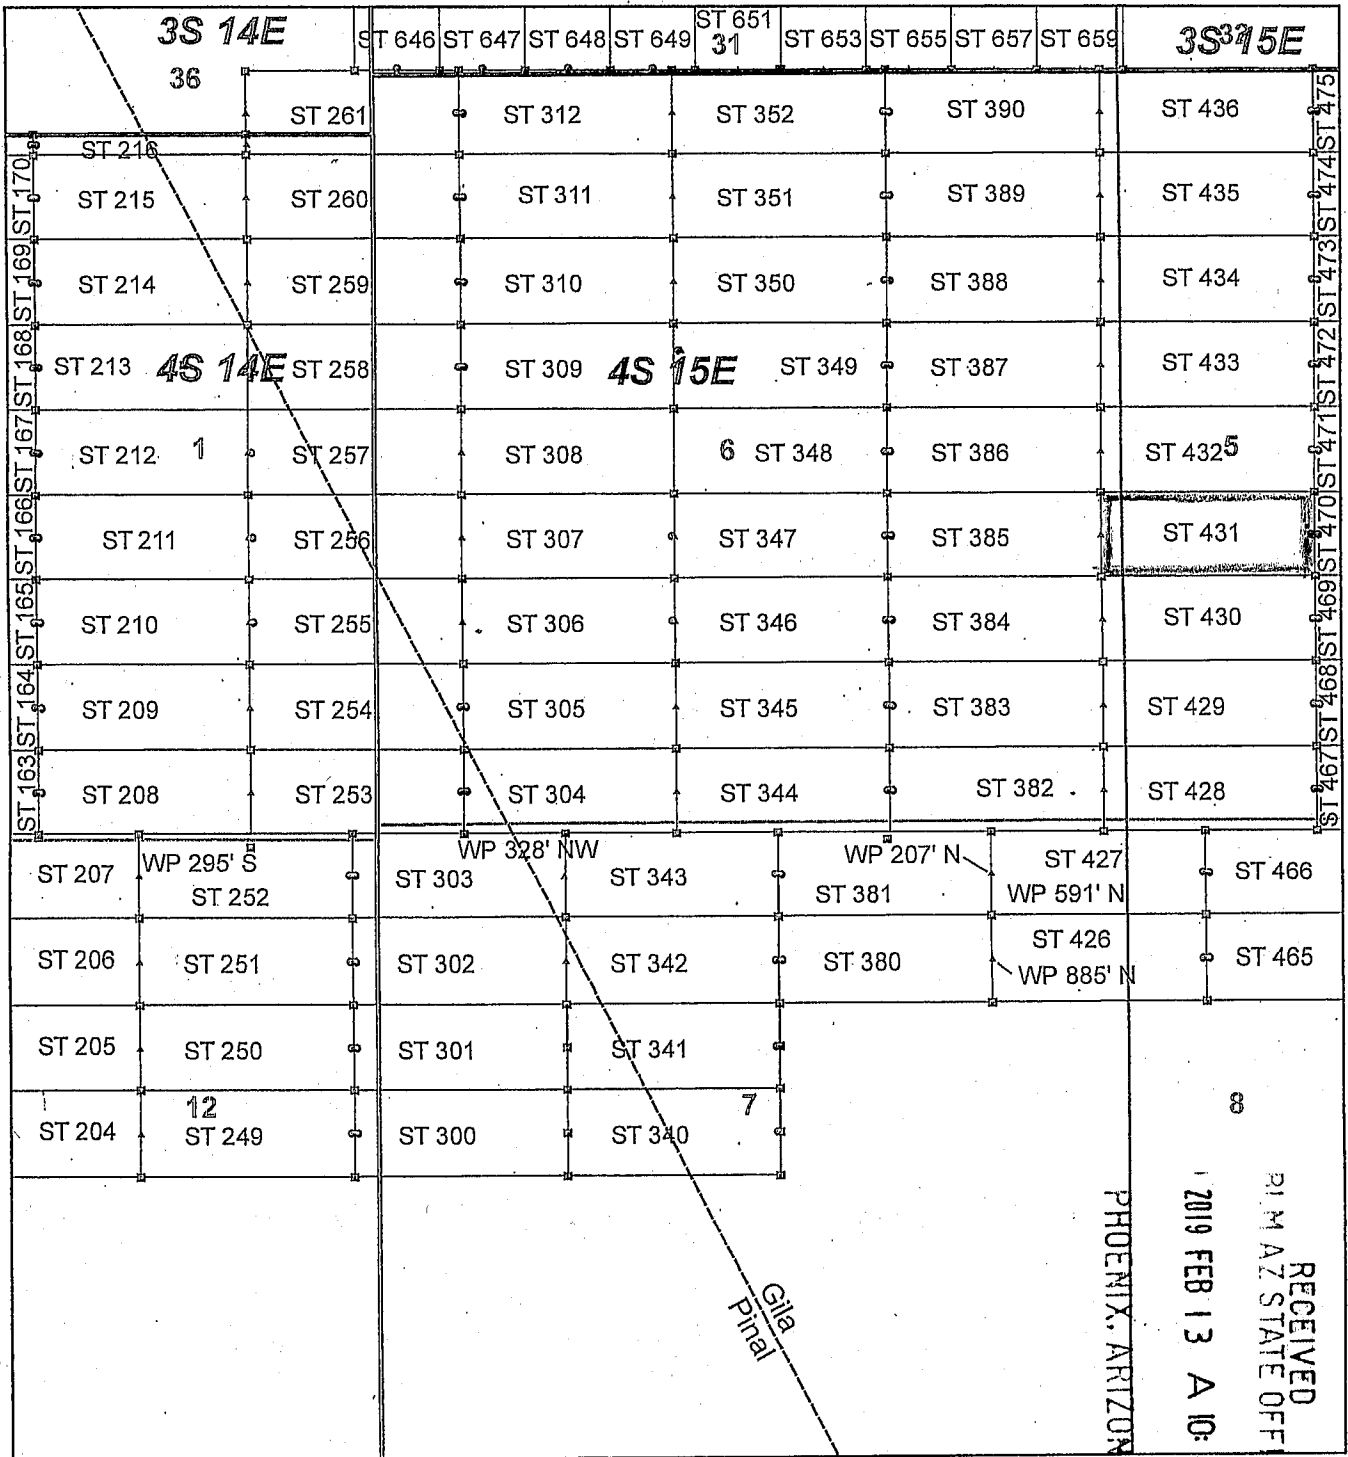 3S 14E
36
ST 646 ST 647 ST 648 ST 649 ST 651 ST 653 ST 655 ST 657 ST 659
31
3S 15E
32
ST 261 ST 312 ST 352 ST 390 ST 436 ST 475
ST 216
ST 170 ST 215 ST 260 ST 311 ST 351 ST 389 ST 435 ST 474
ST 169 ST 214 ST 259 ST 310 ST 350 ST 388 ST 434 ST 473
ST 168 ST 213 4S 14E ST 258 ST 309 4S 15E ST 349 ST 387 ST 433 ST 472
ST 167 ST 212 1 ST 257 ST 308 6 ST 348 ST 386 ST 432 5 ST 471
ST 166 ST 211 ST 256 ST 307 ST 347 ST 385 ST 431 ST 470
ST 165 ST 210 ST 255 ST 306 ST 346 ST 384 ST 430 ST 469
ST 164 ST 209 ST 254 ST 305 ST 345 ST 383 ST 429 ST 468
ST 163 ST 208 ST 253 ST 304 ST 344 ST 382 ST 428 ST 467
WP 295' S WP 328' NW WP 207' N
ST 207 ST 252 ST 303 ST 343 ST 381 ST 427 ST 466
WP 591' N
ST 206 ST 251 ST 302 ST 342 ST 380 ST 426 ST 465
WP 885' N
ST 205 ST 250 ST 301 ST 341
12 7 8
ST 204 ST 249 ST 300 ST 340
Gila
Pinal
RECEIVED
BLM AZ STATE OFFI
2019 FEB 13 A 10:
PHOENIX, ARIZON